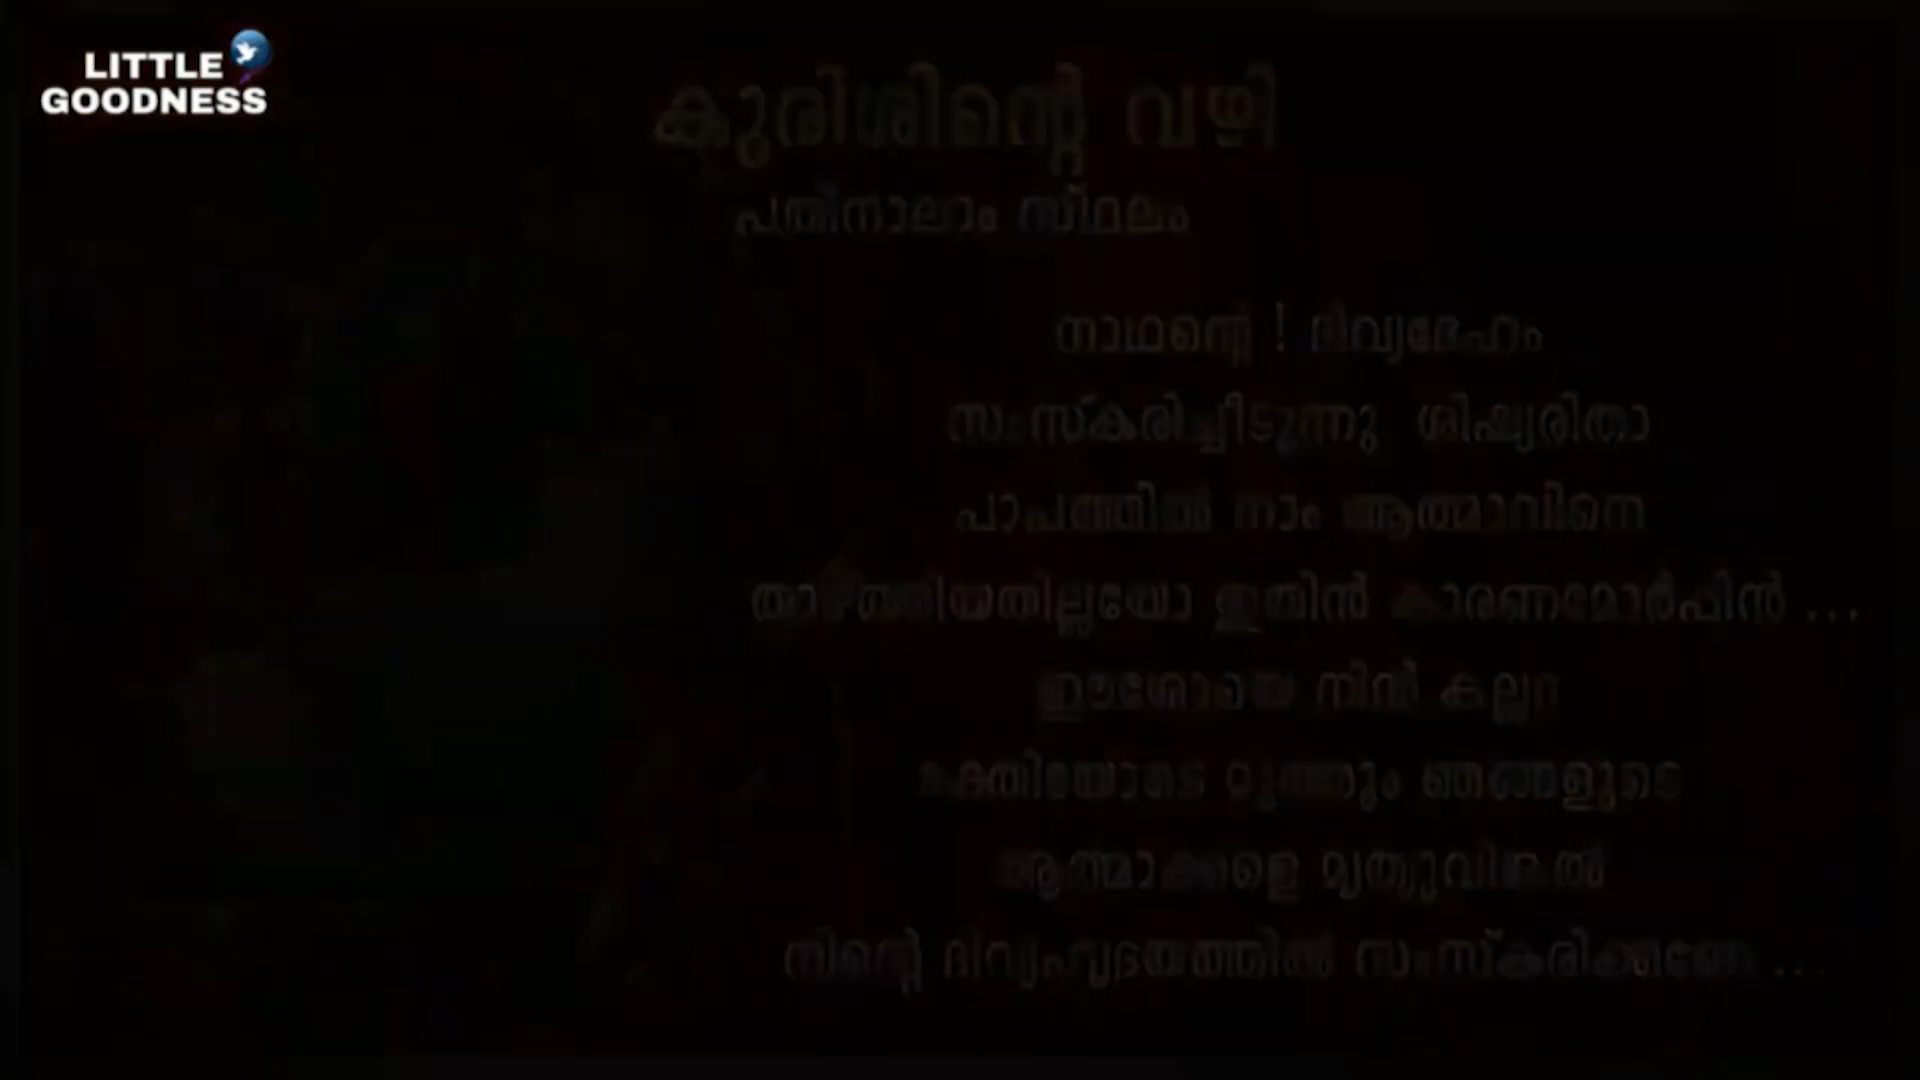 LITTLE
GOODNESS
കുരിശിന്റെ വഴി
പതിനാലാം സ്ഥലം
നാഥന്റെ ! ദിവ്യദേഹം
സംസ്കരിച്ചീടുന്നു ശിഷ്യരിതാ
പാപത്തിൽ നാം ആത്മാവിനെ
താഴ്ത്തിയതില്ലയോ ഇതിൻ കാരണമോർപിൻ ...
ഈശോയെ നിൻ കല്ലറ
ഭക്തിയോടെ മുത്തും ഞങ്ങളുടെ
ആത്മാക്കളെ മൃത്യുവിങ്കൽ
നിന്റെ ദിവ്യഹൃദയത്തിൽ സംസ്കരിക്കണേ ...